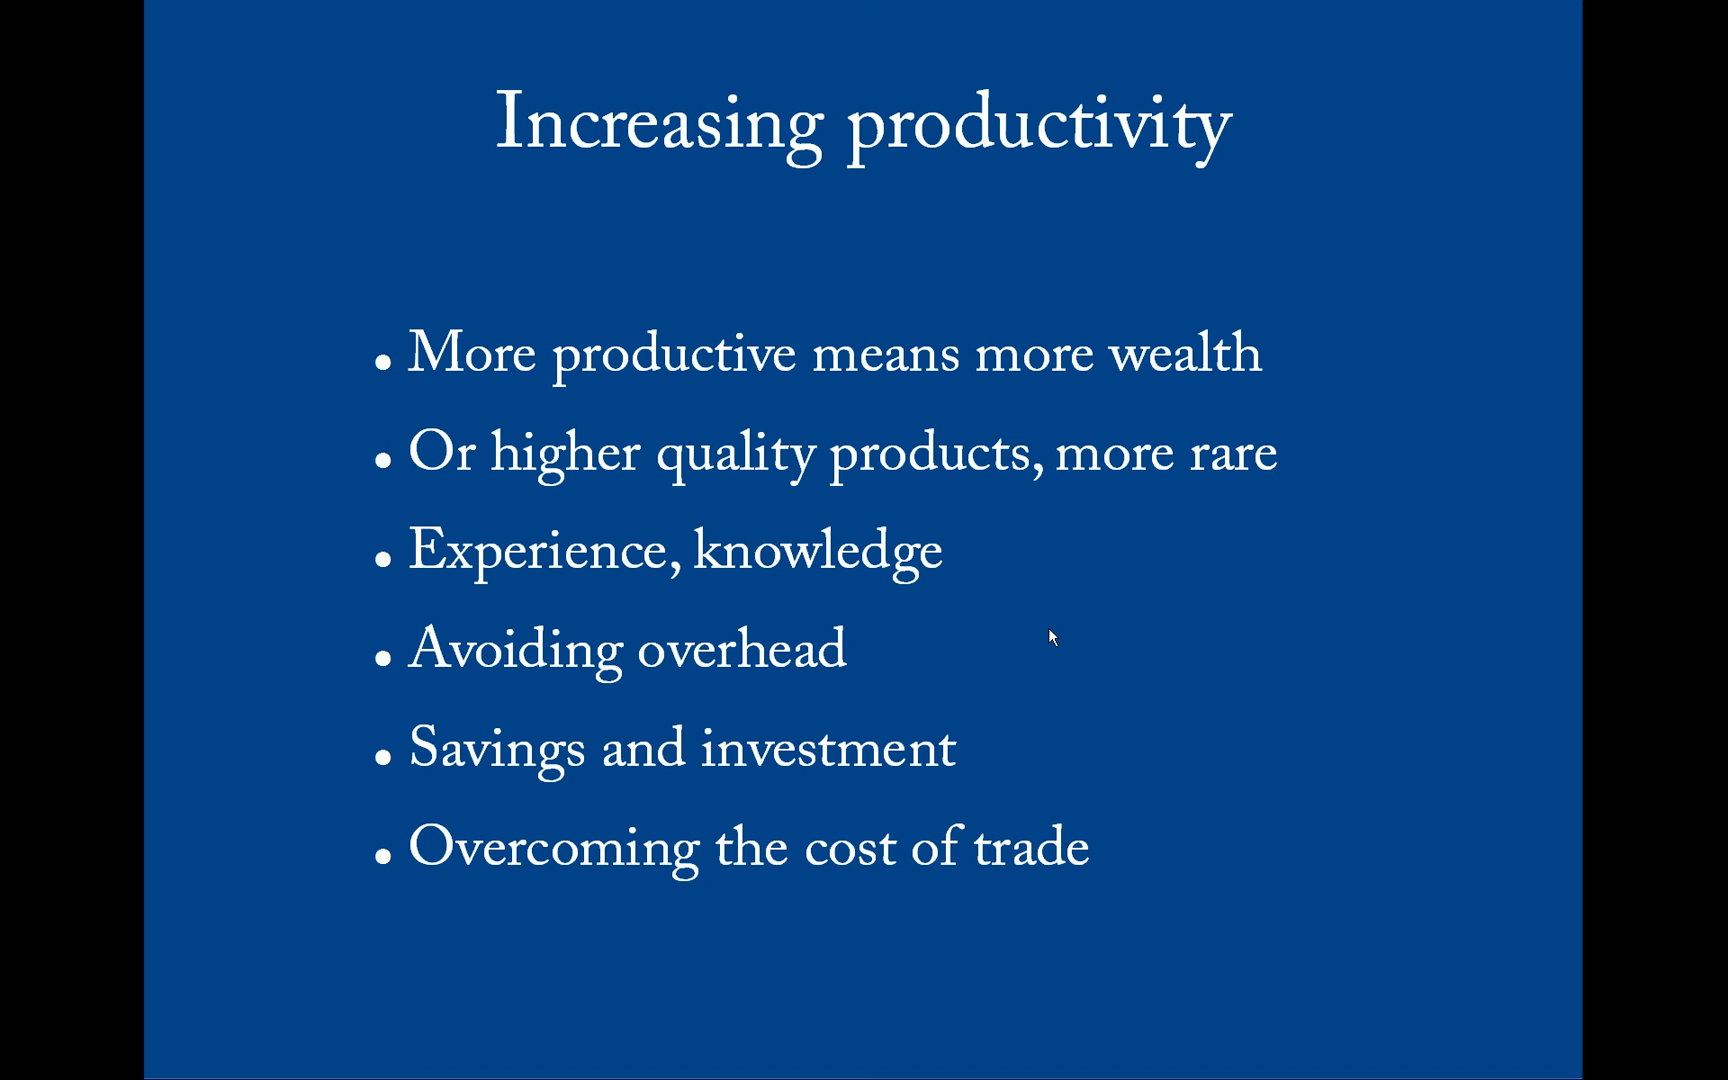 Increasing productivity
• More productive means more wealth
• Or higher quality products, more rare
• Experience, knowledge
• Avoiding overhead
• Savings and investment
• Overcoming the cost of trade